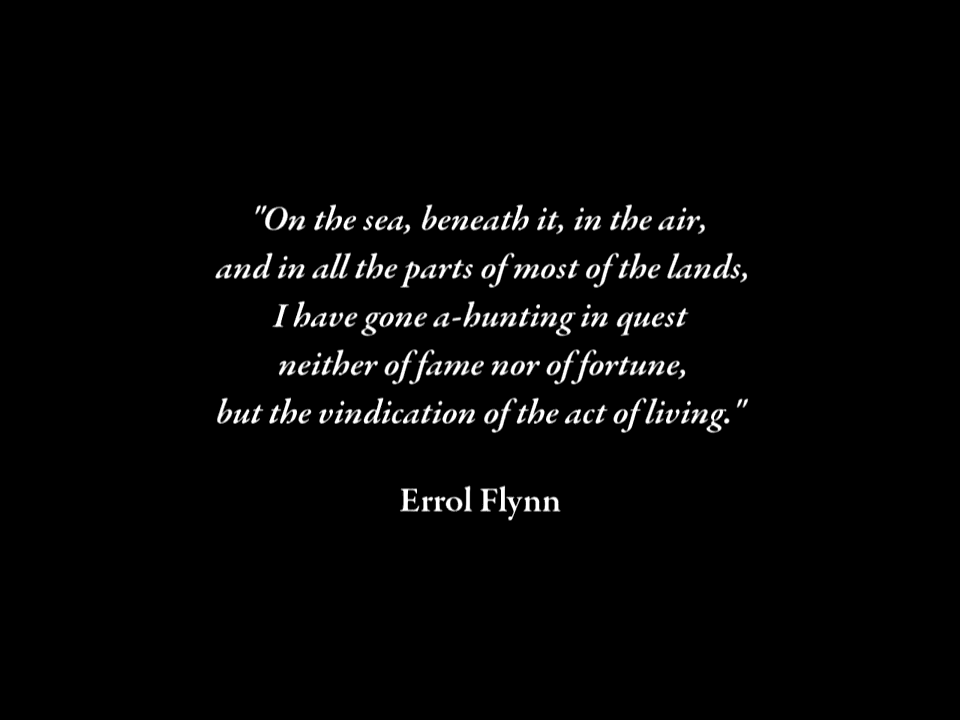 "On the sea, beneath it, in the air,
and in all the parts of most of the lands,
I have gone a-hunting in quest
neither of fame nor of fortune,
but the vindication of the act of living."
Errol Flynn